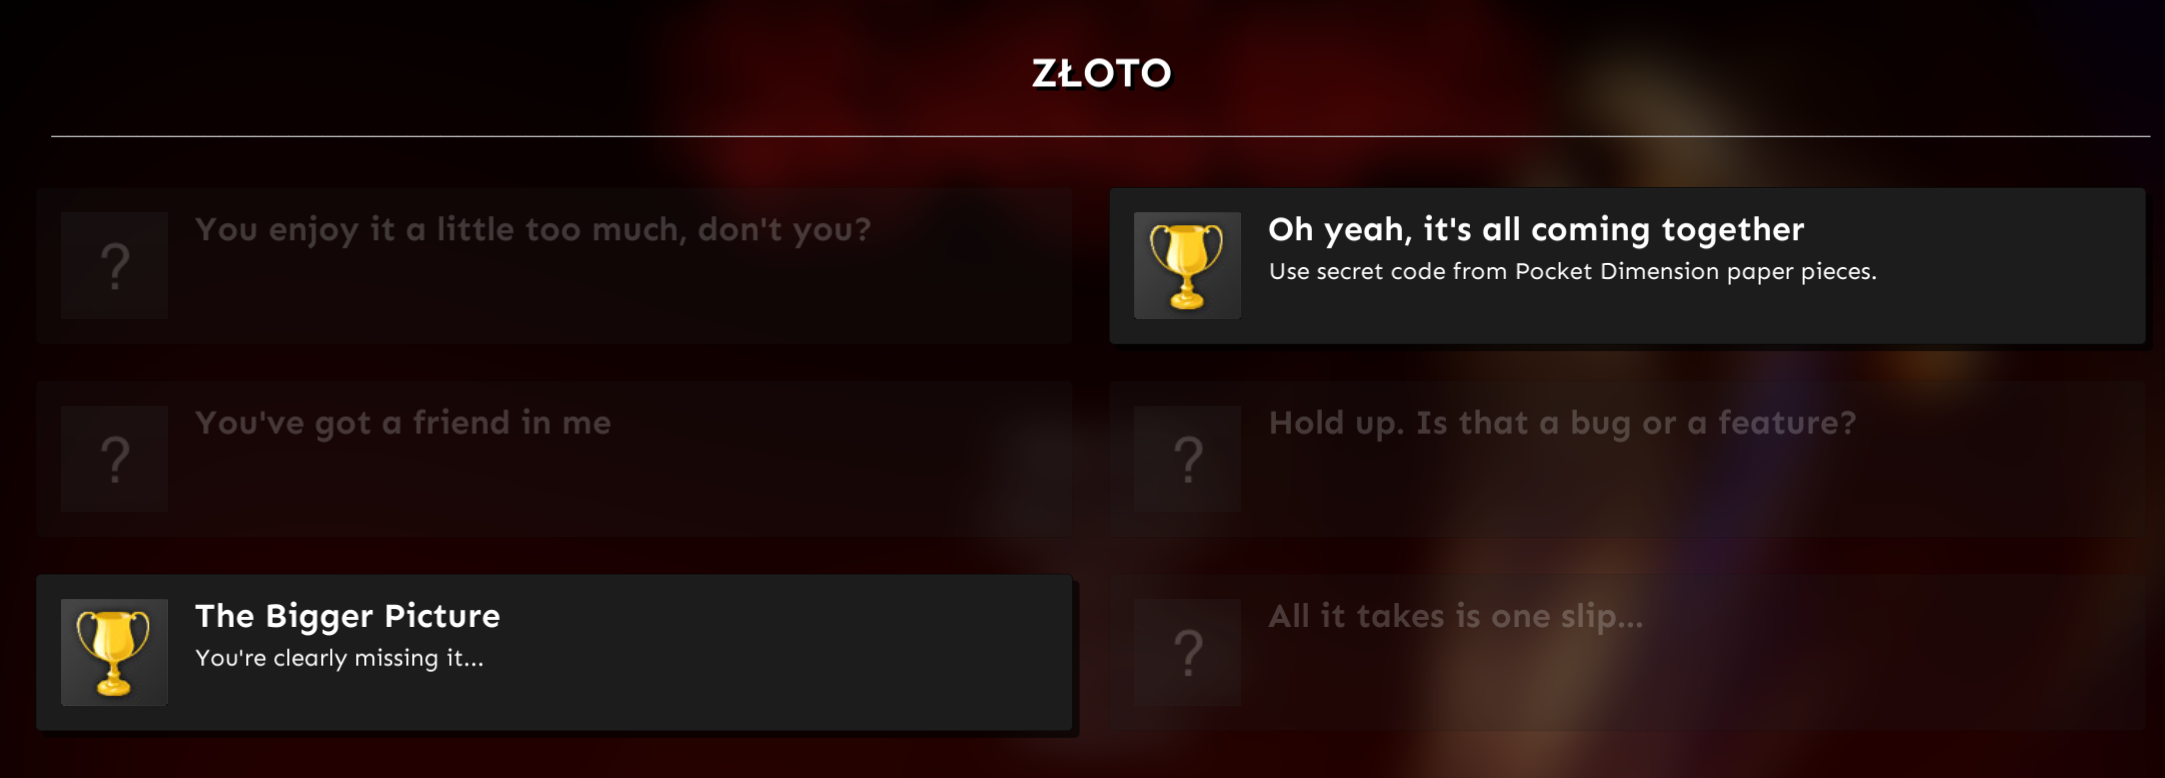 ZŁOTO
?
You enjoy it a little too much, don't you?
Oh yeah, it's all coming together
Use secret code from Pocket Dimension paper pieces.
?
You've got a friend in me
?
Hold up. Is that a bug or a feature?
The Bigger Picture
You're clearly missing it...
?
All it takes is one slip...